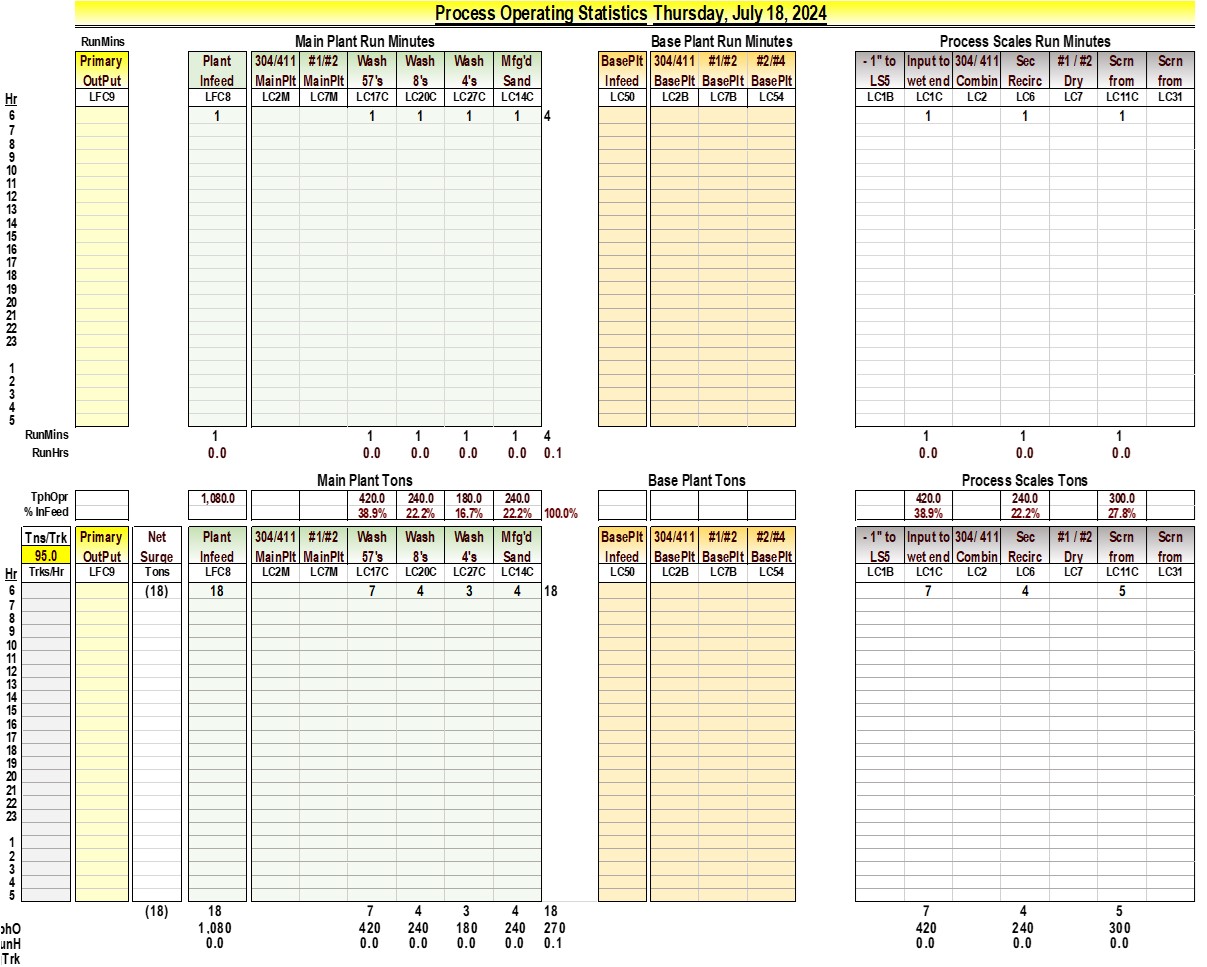 Process Operating Statistics Thursday, July 18, 2024
RunMins Main Plant Run Minutes Base Plant Run Minutes Process Scales Run Minutes
Primary Plant 304/411 #1/#2 Wash Wash Wash Mfg'd BasePlt 304/411 #1/#2 #2/#4 - 1" to Input to 304/ 411 Sec #1 / #2 Scrn Scrn
OutPut Infeed MainPlt MainPlt 57's 8's 4's Sand Infeed BasePlt BasePlt BasePlt LS5 wet end Combin Recirc Dry from from
Hr LFC9 LFC8 LC2M LC7M LC17C LC20C LC27C LC14C LC50 LC2B LC7B LC54 LC1B LC1C LC2 LC6 LC7 LC11C LC31
6 1 1 1 1 1 4 1 1 1
7
8
9
10
11
12
13
14
15
16
17
18
19
20
21
22
23
1
2
3
4
5
RunMins 1 1 1 1 1 4 1 1 1
RunHrs 0.0 0.0 0.0 0.0 0.0 0.1 0.0 0.0 0.0
Main Plant Tons Base Plant Tons Process Scales Tons
TphOpr 1,080.0 420.0 240.0 180.0 240.0 420.0 240.0 300.0
% InFeed 38.9% 22.2% 16.7% 22.2% 100.0% 38.9% 22.2% 27.8%
Tns/Trk Primary Net Plant 304/411 #1/#2 Wash Wash Wash Mfg'd BasePlt 304/411 #1/#2 #2/#4 - 1" to Input to 304/ 411 Sec #1 / #2 Scrn Scrn
95.0 OutPut Surge Infeed MainPlt MainPlt 57's 8's 4's Sand Infeed BasePlt BasePlt BasePlt LS5 wet end Combin Recirc Dry from from
Hr Trks/Hr LFC9 Tons LFC8 LC2M LC7M LC17C LC20C LC27C LC14C LC50 LC2B LC7B LC54 LC1B LC1C LC2 LC6 LC7 LC11C LC31
6 (18) 18 7 4 3 4 18 7 4 5
7
8
9
10
11
12
13
14
15
16
17
18
19
20
21
22
23
1
2
3
4
5
(18) 18 7 4 3 4 18 7 4 5
phO 1,080 420 240 180 240 270 420 240 300
unH 0.0 0.0 0.0 0.0 0.0 0.1 0.0 0.0 0.0
Trk